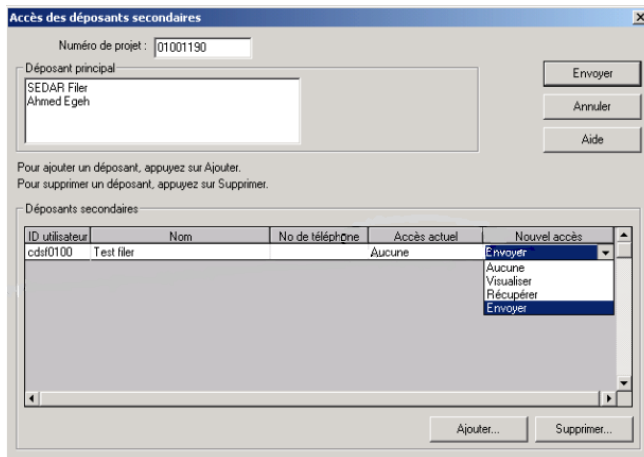 Accès des déposants secondaires
Numéro de projet : 01001190
Déposant principal
SEDAR Filer
Ahmed Egeh
Envoyer
Annuler
Aide
Pour ajouter un déposant, appuyez sur Ajouter.
Pour supprimer un déposant, appuyez sur Supprimer.
Déposants secondaires
ID utilisateur Nom No de téléphone Accès actuel Nouvel accès
cdsf0100 Test filer Aucune Envoyer
Aucune
Visualiser
Récupérer
Envoyer
Ajouter... Supprimer...